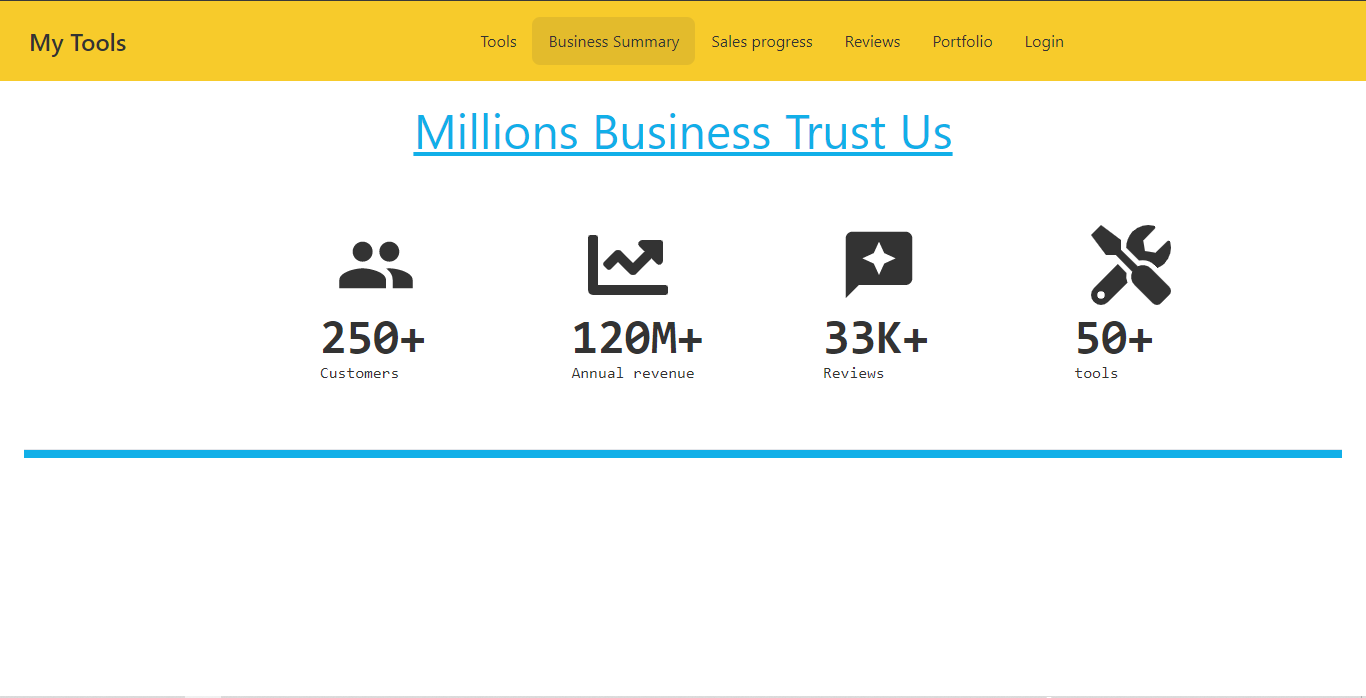 My Tools
Tools Business Summary Sales progress Reviews Portfolio Login
Millions Business Trust Us
250+ 120M+ 33K+ 50+
Customers Annual revenue Reviews tools